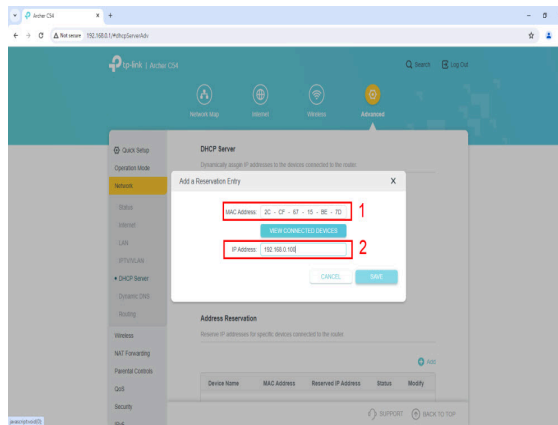 Archer C54
Not secure 192.168.0.1/#dhcpServerAdv
tp-link | Archer C54
Search
Log Out
Network Map
Internet
Wireless
Advanced
Quick Setup
Operation Mode
Network
Status
Internet
LAN
IPTV/VLAN
DHCP Server
Dynamic DNS
Routing
Wireless
NAT Forwarding
Parental Controls
QoS
Security
DHCP Server
Dynamically assign IP addresses to the devices connected to the router.
Add a Reservation Entry
X
MAC Address: 2C - CF - 67 - 15 - BE - 7D
1
VIEW CONNECTED DEVICES
IP Address: 192.168.0.100
2
CANCEL
SAVE
Address Reservation
Reserve IP addresses for specific devices connected to the router.
Add
Device Name MAC Address Reserved IP Address Status Modify
SUPPORT
BACK TO TOP
javascript:void(0);